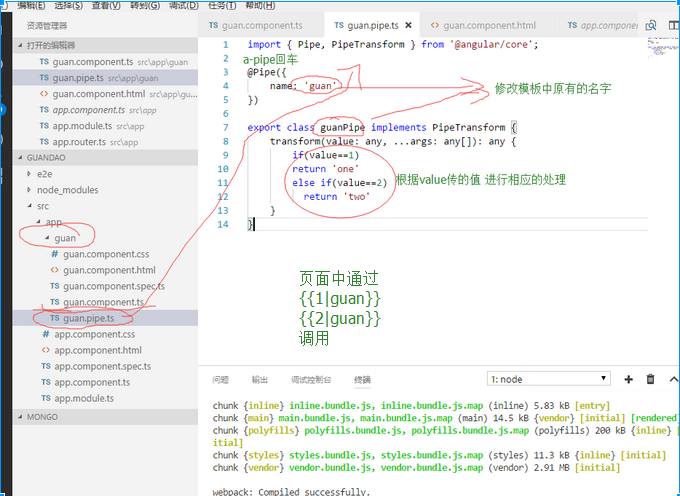 编辑(E) 选择(S) 查看(V) 转到(G) 调试(D) 任务(T) 帮助(H)
资源管理器
打开的编辑器
TS guan.component.ts src\app\guan
TS guan.pipe.ts src\app\guan
guan.component.html src\app\gu...
TS app.component.ts src\app
TS app.module.ts src\app
TS app.router.ts src\app
GUANDAO
e2e
node_modules
src
app
guan
# guan.component.css
guan.component.html
TS guan.component.spec.ts
TS guan.component.ts
TS guan.pipe.ts
# app.component.css
app.component.html
TS app.component.spec.ts
TS app.component.ts
TS app.module.ts
MONGO
TS guan.component.ts
TS guan.pipe.ts ×
guan.component.html
TS app.component.ts
1 import { Pipe, PipeTransform } from '@angular/core';
2 a-pipe回车
3 @Pipe({
4 name: 'guan'
修改模板中原有的名字
5 })
6
7 export class guanPipe implements PipeTransform {
8 transform(value: any, ...args: any[]): any {
9 if(value==1)
10 return 'one'
11 else if(value==2)
根据value传的值 进行相应的处理
12 return 'two'
13 }
14 }
页面中通过
{{1|guan}}
{{2|guan}}
调用
问题 输出 调试控制台 终端
1: node
chunk {inline} inline.bundle.js, inline.bundle.js.map (inline) 5.83 kB [entry]
chunk {main} main.bundle.js, main.bundle.js.map (main) 14.5 kB {vendor} [initial] [rendered]
chunk {polyfills} polyfills.bundle.js, polyfills.bundle.js.map (polyfills) 200 kB {inline} [
itial]
chunk {styles} styles.bundle.js, styles.bundle.js.map (styles) 11.3 kB {inline} [initial]
chunk {vendor} vendor.bundle.js, vendor.bundle.js.map (vendor) 2.91 MB [initial]
webpack: Compiled successfully.